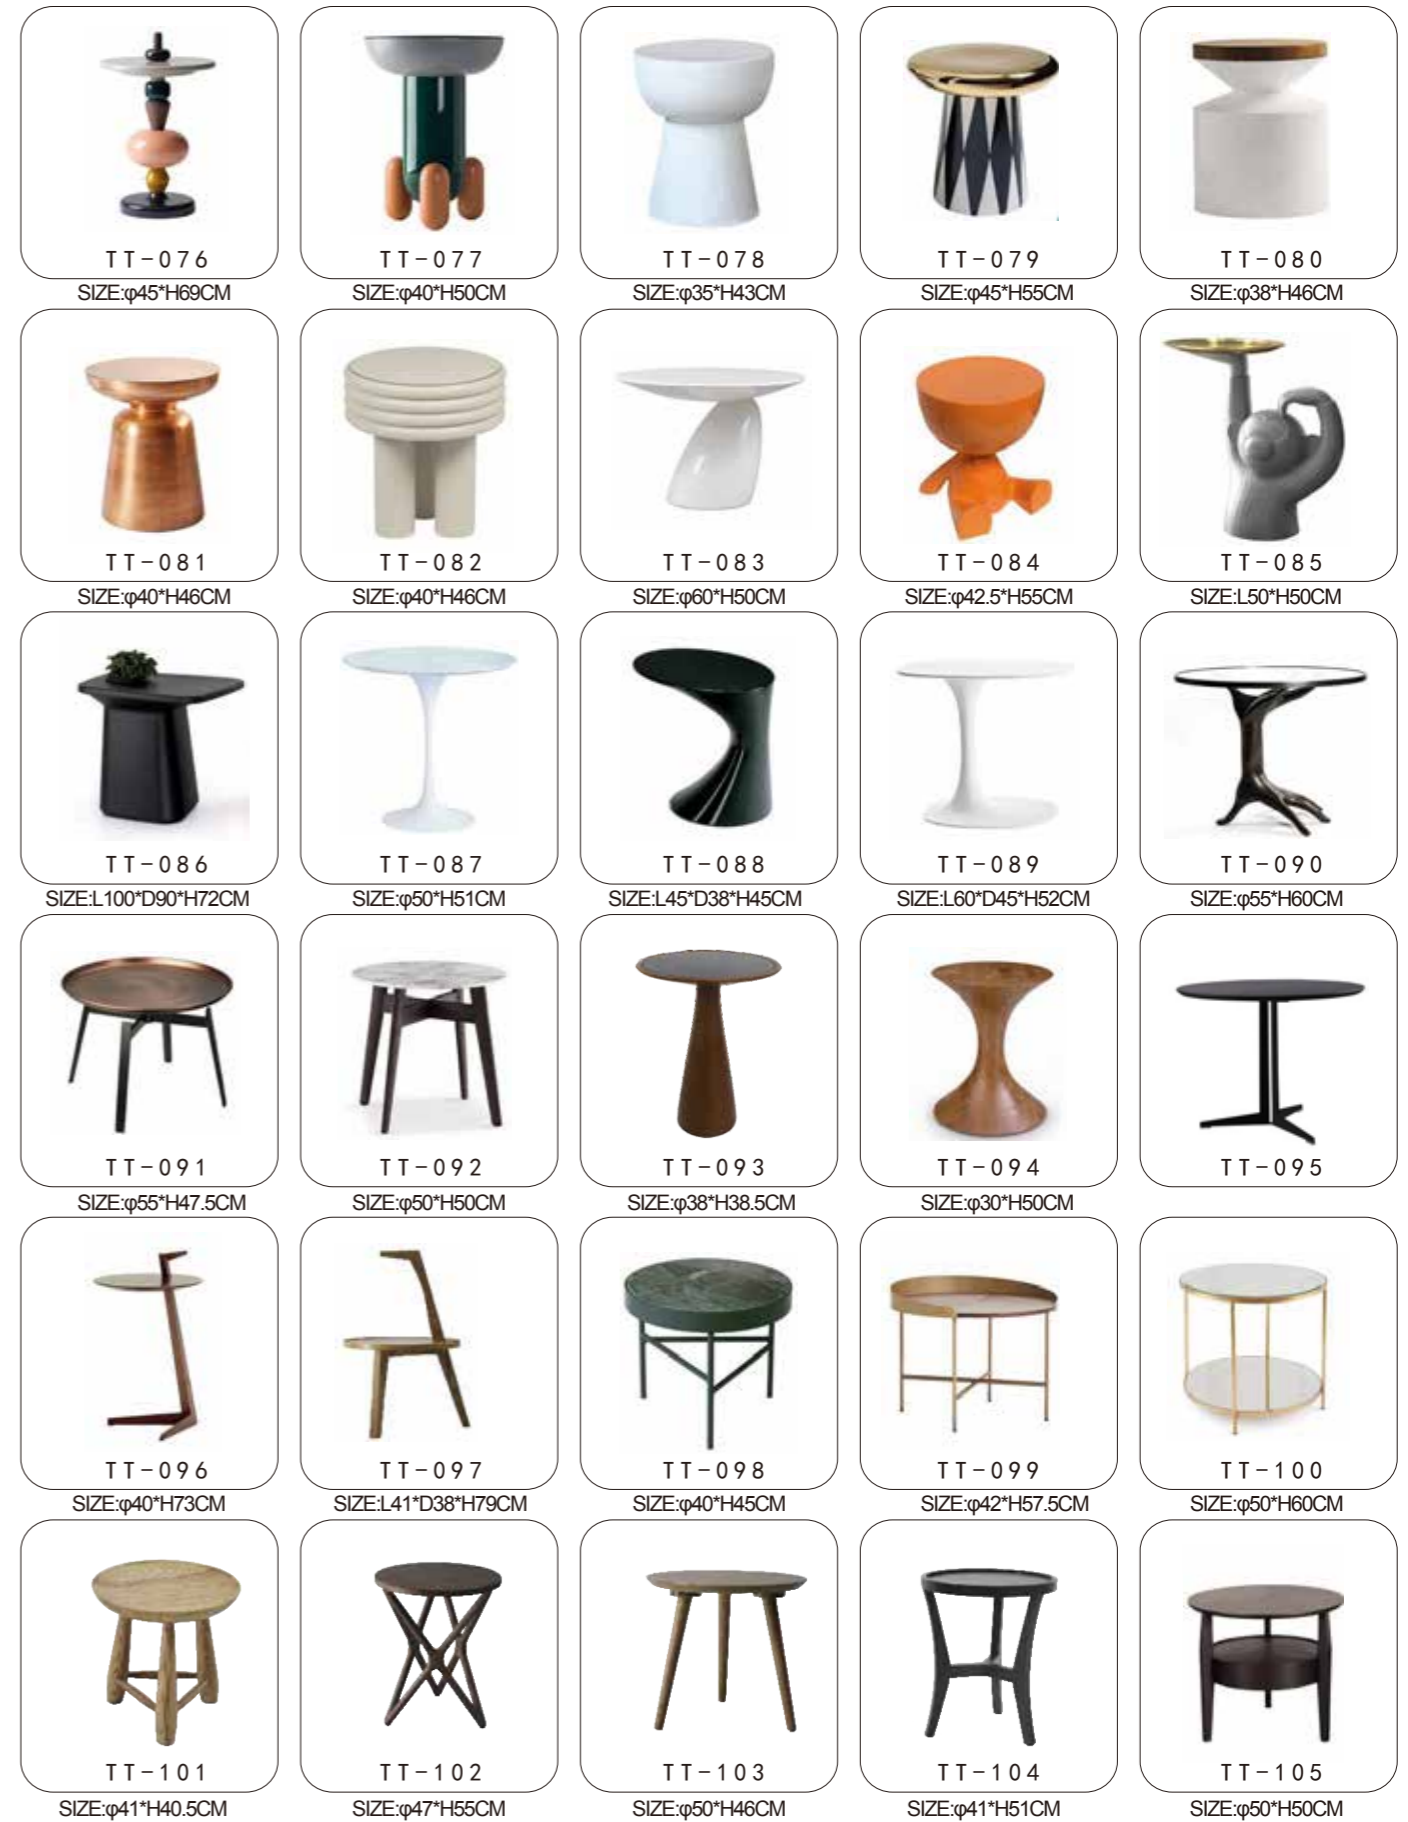 TT-076 TT-077 TT-078 TT-079 TT-080
SIZE:φ45*H69CM SIZE:φ40*H50CM SIZE:φ35*H43CM SIZE:φ45*H55CM SIZE:φ38*H46CM
TT-081 TT-082 TT-083 TT-084 TT-085
SIZE:φ40*H46CM SIZE:φ40*H46CM SIZE:φ60*H50CM SIZE:φ42.5*H55CM SIZE:L50*H50CM
TT-086 TT-087 TT-088 TT-089 TT-090
SIZE:L100*D90*H72CM SIZE:φ50*H51CM SIZE:L45*D38*H45CM SIZE:L60*D45*H52CM SIZE:φ55*H60CM
TT-091 TT-092 TT-093 TT-094 TT-095
SIZE:φ55*H47.5CM SIZE:φ50*H50CM SIZE:φ38*H38.5CM SIZE:φ30*H50CM
TT-096 TT-097 TT-098 TT-099 TT-100
SIZE:φ40*H73CM SIZE:L41*D38*H79CM SIZE:φ40*H45CM SIZE:φ42*H57.5CM SIZE:φ50*H60CM
TT-101 TT-102 TT-103 TT-104 TT-105
SIZE:φ41*H40.5CM SIZE:φ47*H55CM SIZE:φ50*H46CM SIZE:φ41*H51CM SIZE:φ50*H50CM